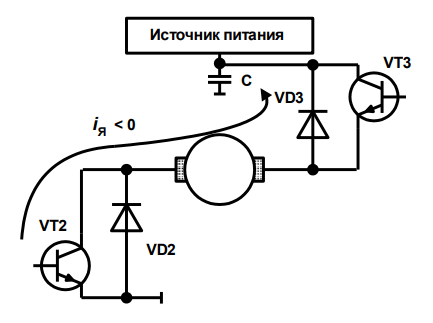 Источник питания
VT3
C
VD3
iя < 0
VT2
VD2